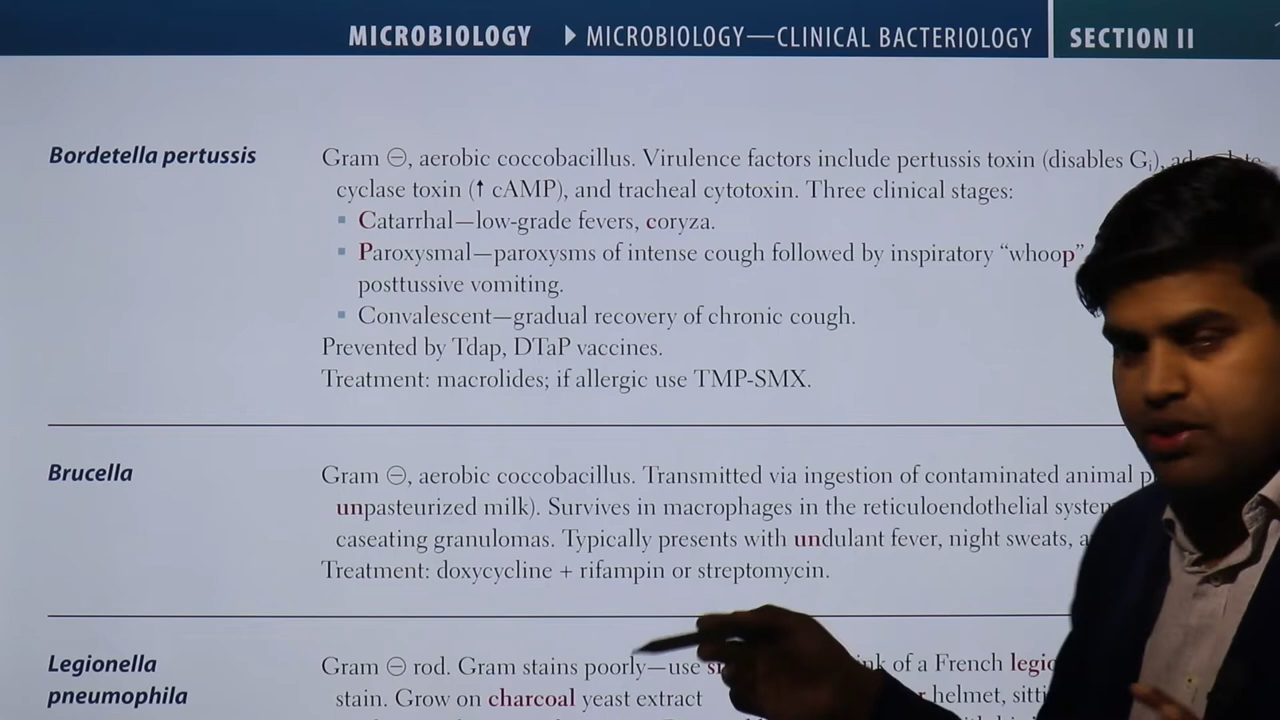 MICROBIOLOGY ▶ MICROBIOLOGY—CLINICAL BACTERIOLOGY SECTION II
Bordetella pertussis
Gram ⊖, aerobic coccobacillus. Virulence factors include pertussis toxin (disables Gi),
cyclase toxin (↑ cAMP), and tracheal cytotoxin. Three clinical stages:
▪ Catarrhal—low-grade fevers, coryza.
▪ Paroxysmal—paroxysms of intense cough followed by inspiratory “whoop”
posttussive vomiting.
▪ Convalescent—gradual recovery of chronic cough.
Prevented by Tdap, DTaP vaccines.
Treatment: macrolides; if allergic use TMP-SMX.
Brucella
Gram ⊖, aerobic coccobacillus. Transmitted via ingestion of contaminated animal
unpasteurized milk). Survives in macrophages in the reticuloendothelial
caseating granulomas. Typically presents with undulant fever, night sweats,
Treatment: doxycycline + rifampin or streptomycin.
Legionella
pneumophila
Gram ⊖ rod. Gram stains poorly—use of a French
stain. Grow on charcoal yeast extract helmet,